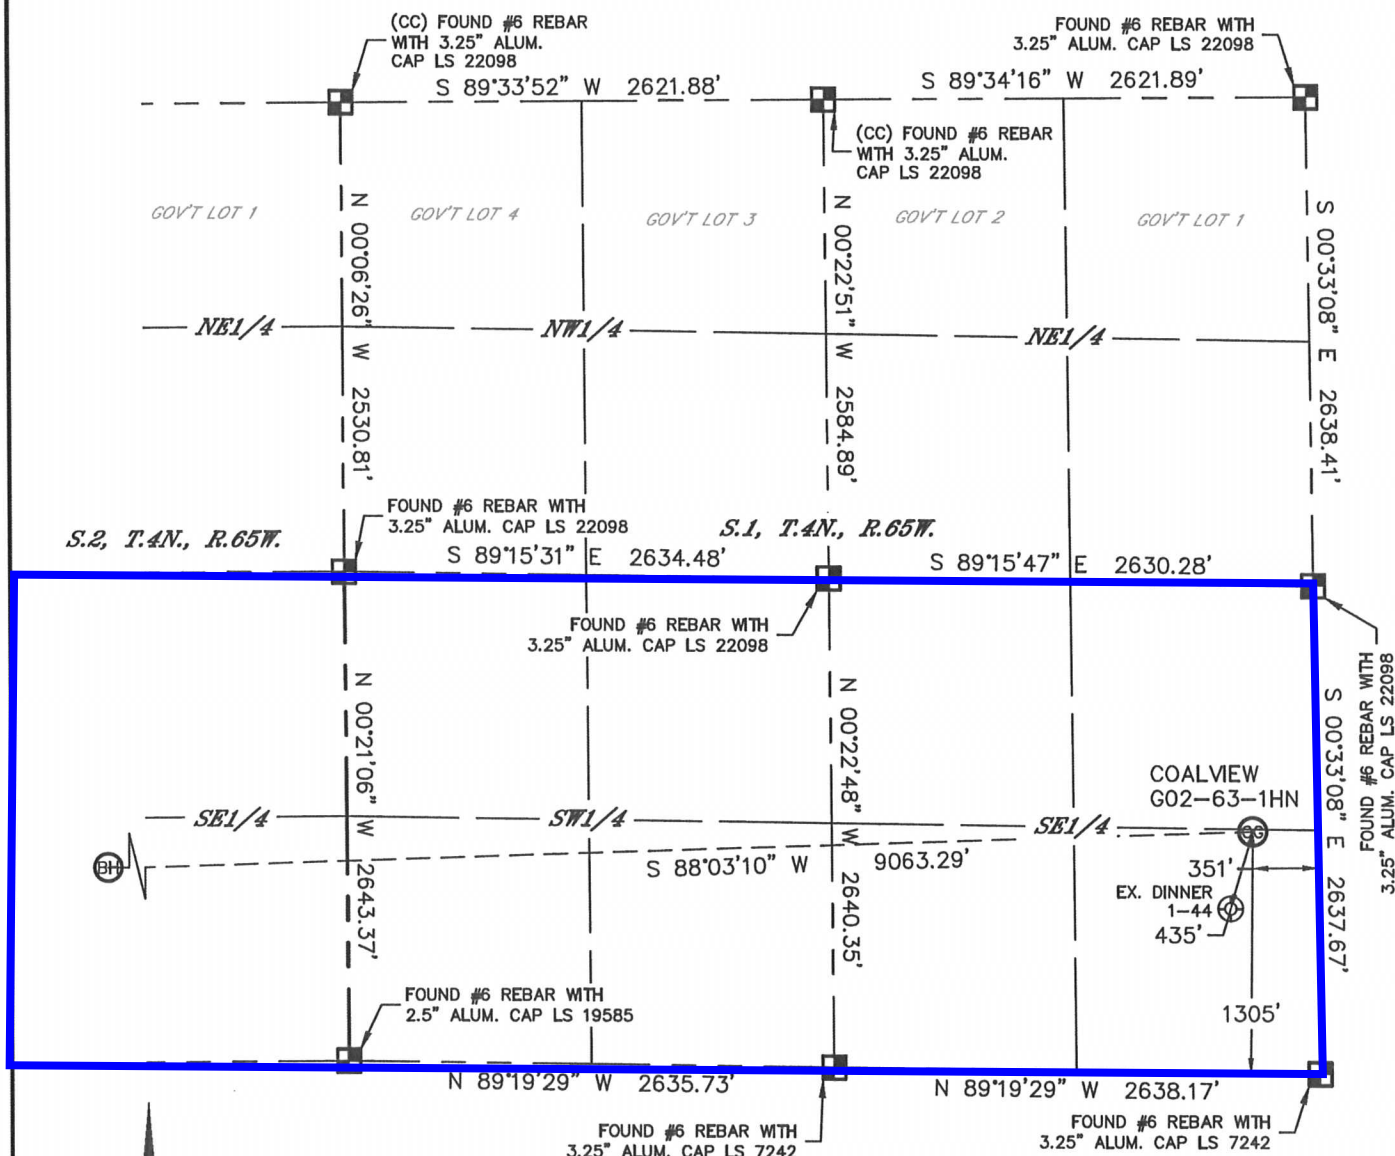 (CC) FOUND #6 REBAR
WITH 3.25" ALUM.
CAP LS 22098
FOUND #6 REBAR WITH
3.25" ALUM. CAP LS 22098
S 89°33'52" W 2621.88'
S 89°34'16" W 2621.89'
(CC) FOUND #6 REBAR
WITH 3.25" ALUM.
CAP LS 22098
GOV'T LOT 1
GOV'T LOT 4
GOV'T LOT 3
GOV'T LOT 2
GOV'T LOT 1
N 00°06'26" W 2530.81'
N 00°22'51" W 2584.89'
S 00°33'08" E 2638.41'
NE1/4
NW1/4
NE1/4
FOUND #6 REBAR WITH
3.25" ALUM. CAP LS 22098
S.2, T.4N., R.65W.
S.1, T.4N., R.65W.
S 89°15'31" E 2634.48'
S 89°15'47" E 2630.28'
FOUND #6 REBAR WITH
3.25" ALUM. CAP LS 22098
FOUND #6 REBAR WITH
3.25" ALUM. CAP LS 22098
N 00°21'06" W 2643.37'
N 00°22'48" W 2640.35'
S 00°33'08" E 2637.67'
COALVIEW
G02-63-1HN
SE1/4
SW1/4
SE1/4
BH
S 88°03'10" W 9063.29'
351'
EX. DINNER
1-44
435'
1305'
FOUND #6 REBAR WITH
2.5" ALUM. CAP LS 19585
N 89°19'29" W 2635.73'
N 89°19'29" W 2638.17'
FOUND #6 REBAR WITH
3.25" ALUM. CAP LS 7242
FOUND #6 REBAR WITH
3.25" ALUM. CAP LS 7242